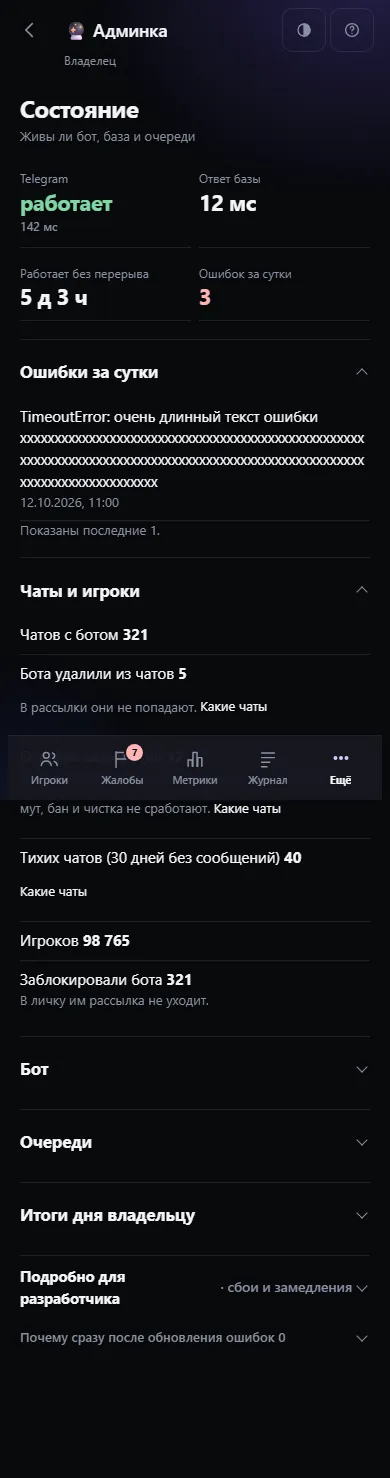 Админка
Владелец
Состояние
Живы ли бот, база и очереди
Telegram
работает
142 мс
Ответ базы
12 мс
Работает без перерыва
5 д 3 ч
Ошибок за сутки
3
Ошибки за сутки
TimeoutError: очень длинный текст ошибки
xxxxxxxxxxxxxxxxxxxxxxxxxxxxxxxxxxxxxxxxxxxxxxxxxx
xxxxxxxxxxxxxxxxxxxxxxxxxxxxxxxxxxxxxxxxxxxxxxxxxx
xxxxxxxxxxxxxxxxxxxx
12.10.2026, 11:00
Показаны последние 1.
Чаты и игроки
Чатов с ботом 321
Бота удалили из чатов 5
В рассылки они не попадают. Какие чаты
Игроки
7
Жалобы
Метрики
Журнал
Ещё
мут, бан и чистка не сработают. Какие чаты
Тихих чатов (30 дней без сообщений) 40
Какие чаты
Игроков 98 765
Заблокировали бота 321
В личку им рассылка не уходит.
Бот
Очереди
Итоги дня владельцу
Подробно для
разработчика
· сбои и замедления
Почему сразу после обновления ошибок 0